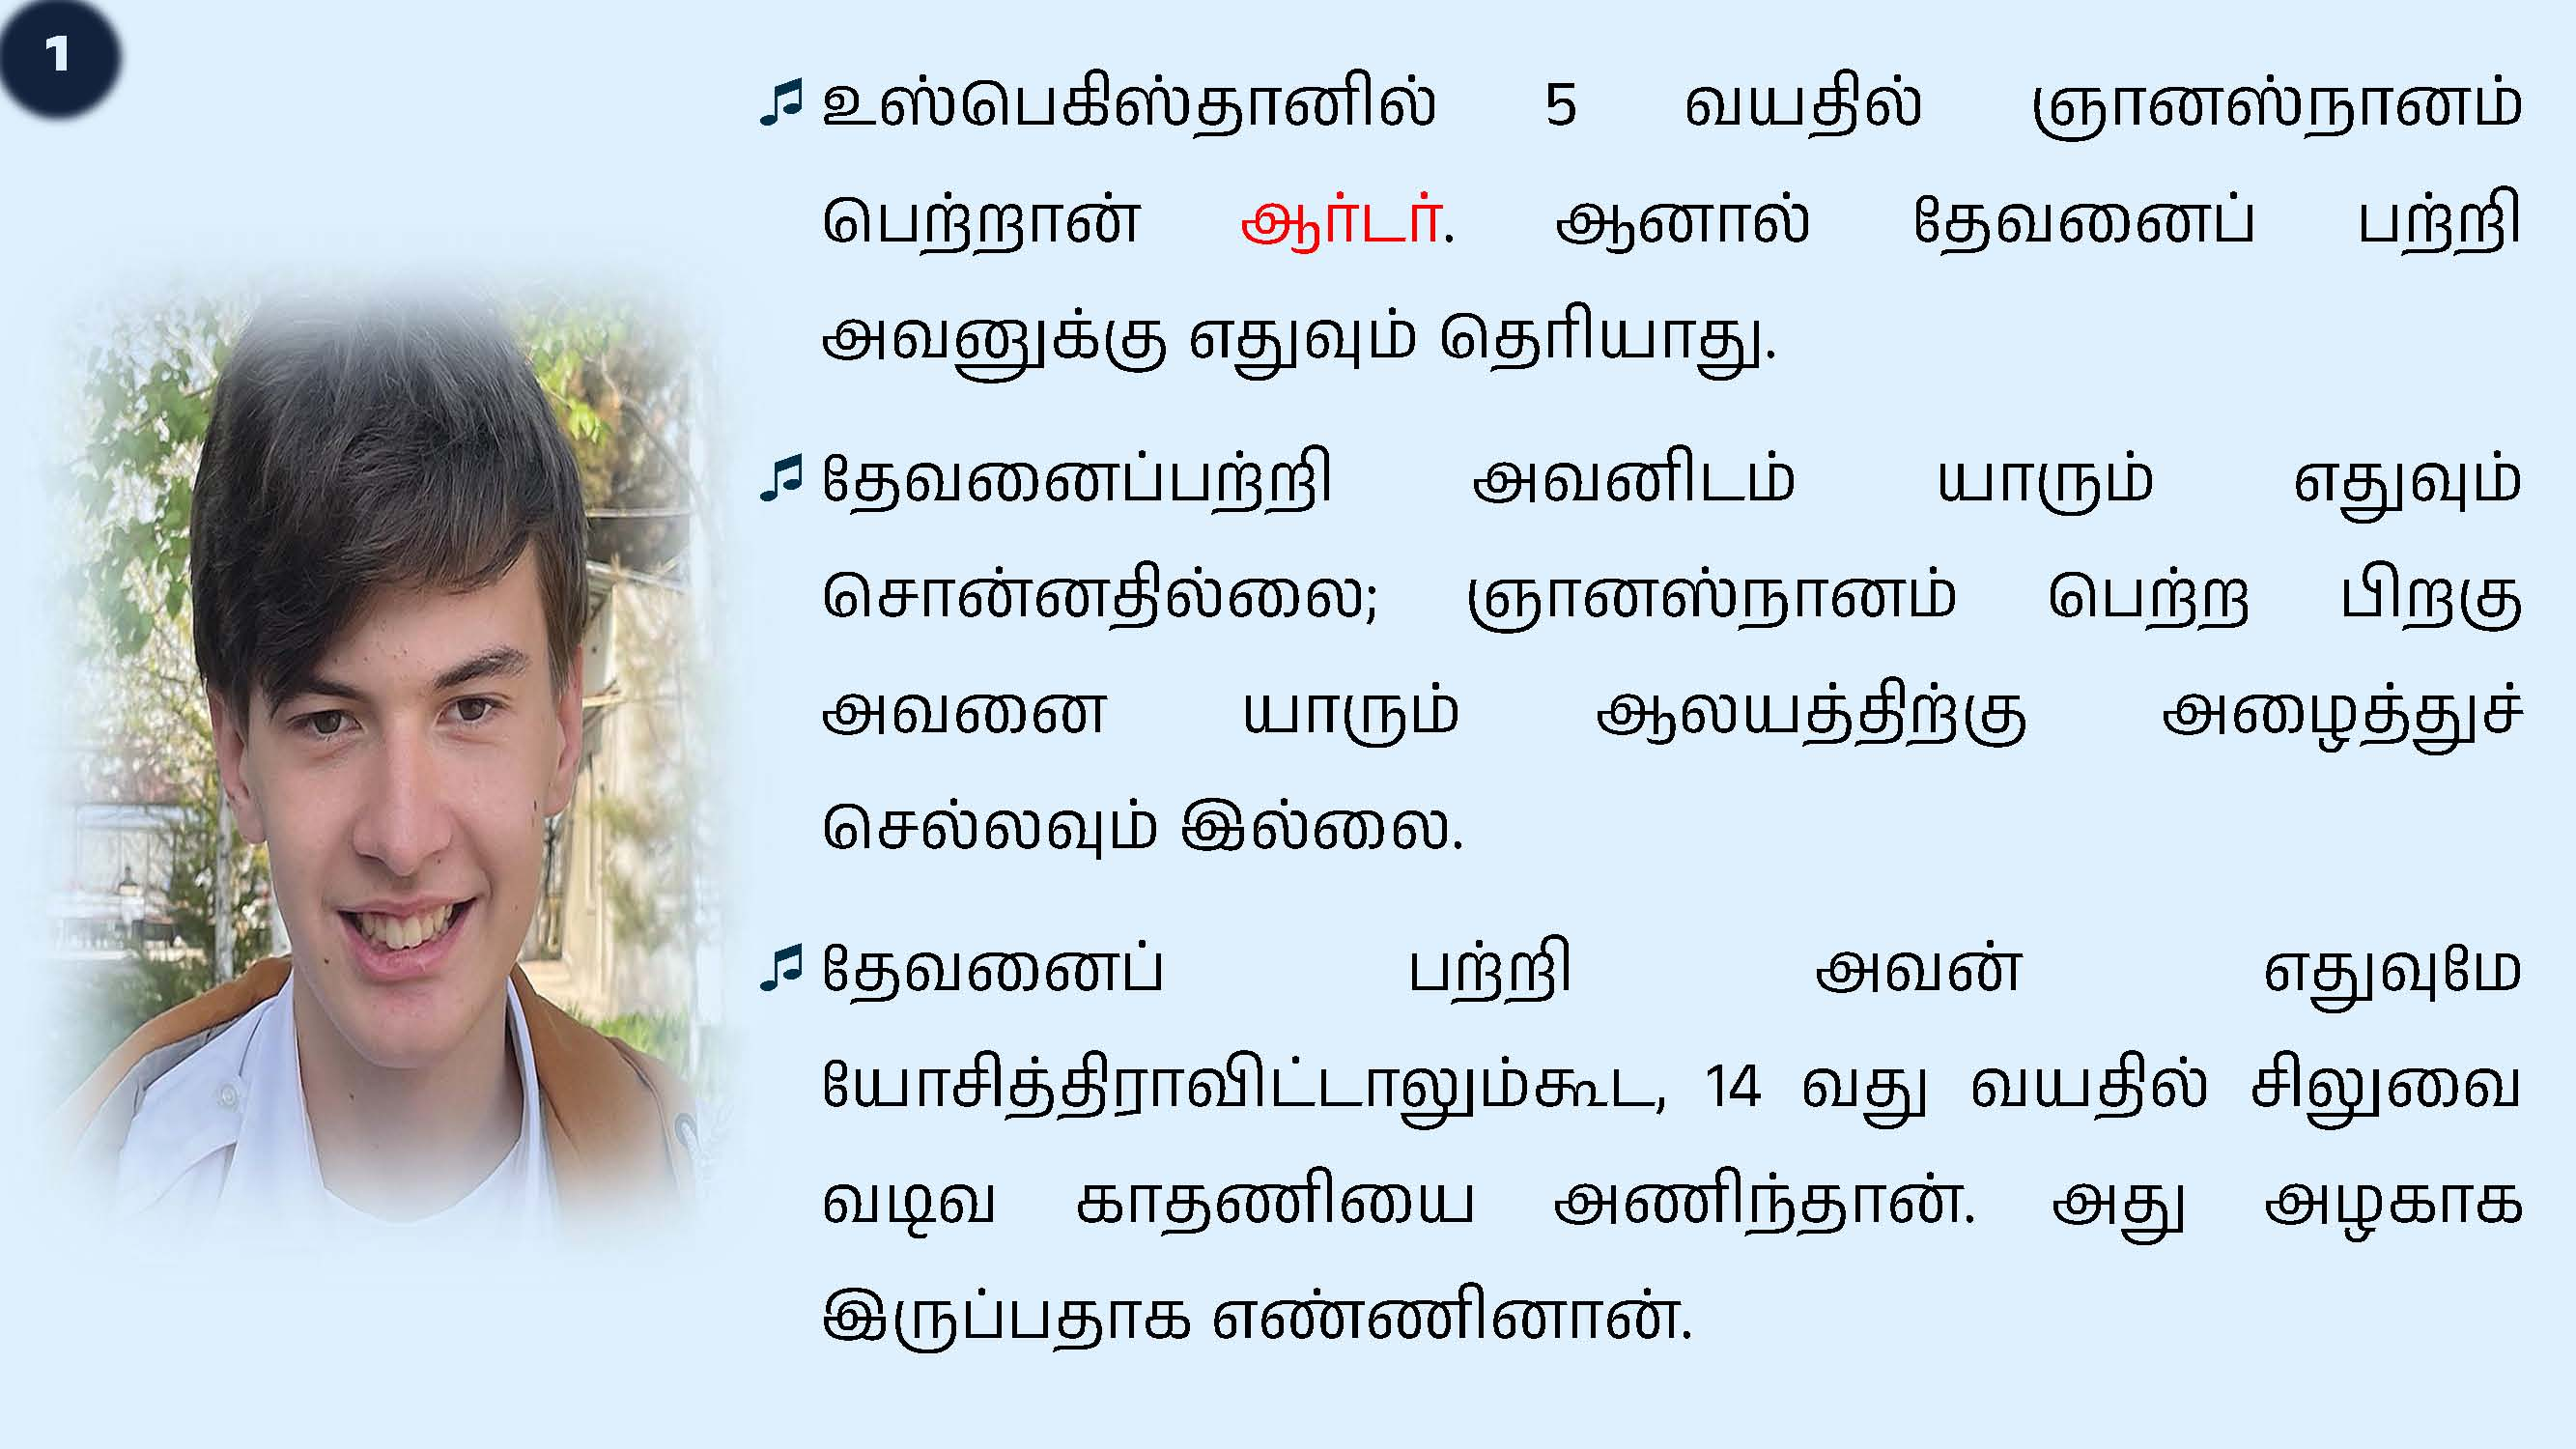 1
உஸ்பெகிஸ்தானில் 5 வயதில் ஞானஸ்நானம்
பெற்றான் ஆர்டர். ஆனால் தேவனைப் பற்றி
அவனுக்கு எதுவும் தெரியாது.
தேவனைப்பற்றி அவனிடம் யாரும் எதுவும்
சொன்னதில்லை; ஞானஸ்நானம் பெற்ற பிறகு
அவனை யாரும் ஆலயத்திற்கு அழைத்துச்
செல்லவும் இல்லை.
தேவனைப் பற்றி அவன் எதுவுமே
யோசித்திராவிட்டாலும்கூட, 14 வது வயதில் சிலுவை
வடிவ காதணியை அணிந்தான். அது அழகாக
இருப்பதாக எண்ணினான்.